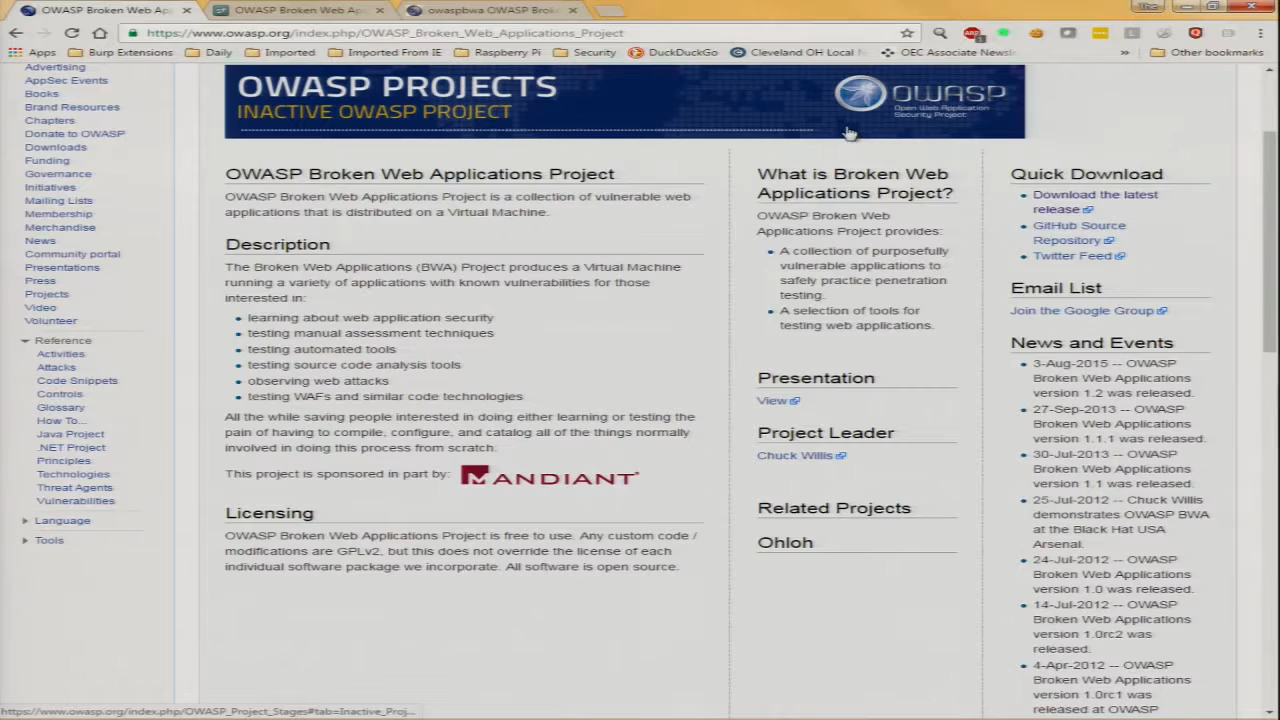 OWASP Broken Web Ap
OWASP Broken Web Ap
owaspbwa OWASP Brok
https://www.owasp.org/index.php/OWASP_Broken_Web_Applications_Project
Apps
Burp Extensions
Daily
Imported
Imported From IE
Raspberry Pi
Security
DuckDuckGo
Cleveland OH Local
OEC Associate Newsl
»
Other bookmarks
Advertising
AppSec Events
Books
Brand Resources
Chapters
Donate to OWASP
Downloads
Funding
Governance
Initiatives
Mailing Lists
Membership
Merchandise
News
Community portal
Presentations
Press
Projects
Video
Volunteer
Reference
Activities
Attacks
Code Snippets
Controls
Glossary
How To...
Java Project
.NET Project
Principles
Technologies
Threat Agents
Vulnerabilities
Language
Tools
OWASP PROJECTS
INACTIVE OWASP PROJECT
OWASP
Open Web Application
Security Project
OWASP Broken Web Applications Project
OWASP Broken Web Applications Project is a collection of vulnerable web
applications that is distributed on a Virtual Machine.
Description
The Broken Web Applications (BWA) Project produces a Virtual Machine
running a variety of applications with known vulnerabilities for those
interested in:
learning about web application security
testing manual assessment techniques
testing automated tools
testing source code analysis tools
observing web attacks
testing WAFs and similar code technologies
All the while saving people interested in doing either learning or testing the
pain of having to compile, configure, and catalog all of the things normally
involved in doing this process from scratch.
This project is sponsored in part by: MANDIANT
Licensing
OWASP Broken Web Applications Project is free to use. Any custom code /
modifications are GPLv2, but this does not override the license of each
individual software package we incorporate. All software is open source.
What is Broken Web
Applications Project?
OWASP Broken Web
Applications Project provides:
A collection of purposefully
vulnerable applications to
safely practice penetration
testing.
A selection of tools for
testing web applications.
Presentation
View
Project Leader
Chuck Willis
Related Projects
Ohloh
Quick Download
Download the latest
release
GitHub Source
Repository
Twitter Feed
Email List
Join the Google Group
News and Events
3-Aug-2015 -- OWASP
Broken Web Applications
version 1.2 was released.
27-Sep-2013 -- OWASP
Broken Web Applications
version 1.1.1 was released.
30-Jul-2013 -- OWASP
Broken Web Applications
version 1.1 was released.
25-Jul-2012 -- Chuck Willis
demonstrates OWASP BWA
at the Black Hat USA
Arsenal.
24-Jul-2012 -- OWASP
Broken Web Applications
version 1.0 was released.
14-Jul-2012 -- OWASP
Broken Web Applications
version 1.0rc2 was
released.
4-Apr-2012 -- OWASP
Broken Web Applications
version 1.0rc1 was
released at OWASP
https://www.owasp.org/index.php/OWASP_Project_Stages#tab=Inactive_Proj...